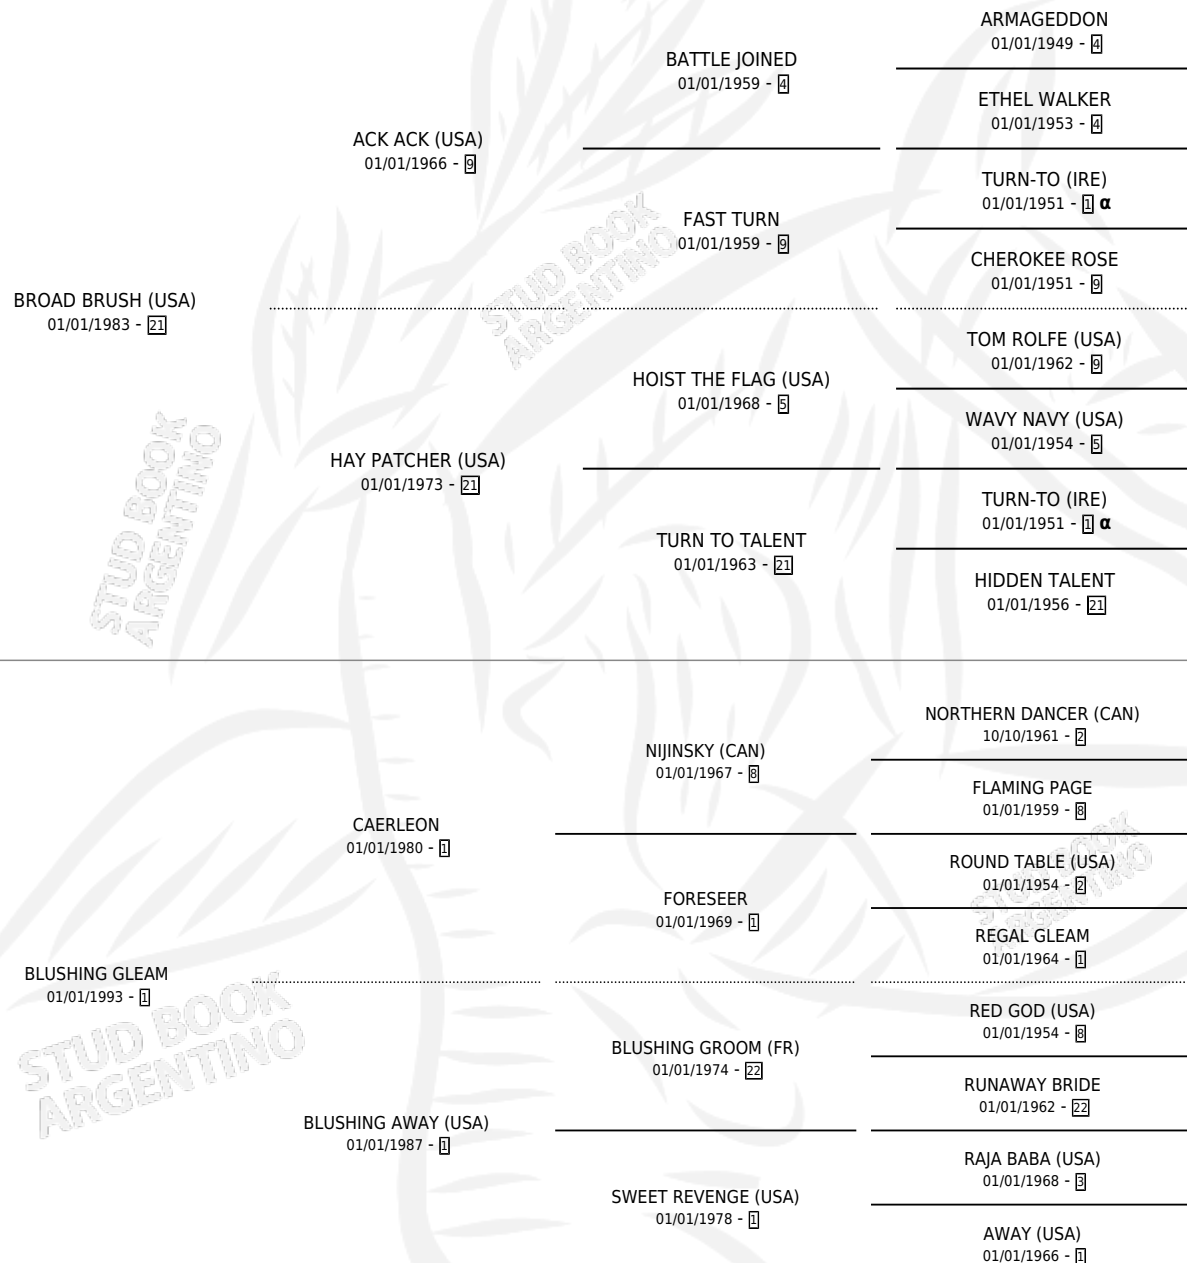 ARMAGEDDON
01/01/1949 - 4
BATTLE JOINED
01/01/1959 - 4
ETHEL WALKER
01/01/1953 - 4
ACK ACK (USA)
01/01/1966 - 9
TURN-TO (IRE)
01/01/1951 - 1 α
FAST TURN
01/01/1959 - 9
CHEROKEE ROSE
01/01/1951 - 9
BROAD BRUSH (USA)
01/01/1983 - 21
TOM ROLFE (USA)
01/01/1962 - 9
HOIST THE FLAG (USA)
01/01/1968 - 5
WAVY NAVY (USA)
01/01/1954 - 5
HAY PATCHER (USA)
01/01/1973 - 21
TURN-TO (IRE)
01/01/1951 - 1 α
TURN TO TALENT
01/01/1963 - 21
HIDDEN TALENT
01/01/1956 - 21
NORTHERN DANCER (CAN)
10/10/1961 - 2
NIJINSKY (CAN)
01/01/1967 - 8
FLAMING PAGE
01/01/1959 - 8
CAERLEON
01/01/1980 - 1
ROUND TABLE (USA)
01/01/1954 - 2
FORESEER
01/01/1969 - 1
REGAL GLEAM
01/01/1964 - 1
BLUSHING GLEAM
01/01/1993 - 1
RED GOD (USA)
01/01/1954 - 8
BLUSHING GROOM (FR)
01/01/1974 - 22
RUNAWAY BRIDE
01/01/1962 - 22
BLUSHING AWAY (USA)
01/01/1987 - 1
RAJA BABA (USA)
01/01/1968 - 3
SWEET REVENGE (USA)
01/01/1978 - 1
AWAY (USA)
01/01/1966 - 1
STUD BOOK
ARGENTINO
STUD BOOK
ARGENTINO
STUD BOOK
ARGENTINO
STUD BOOK
ARGENTINO